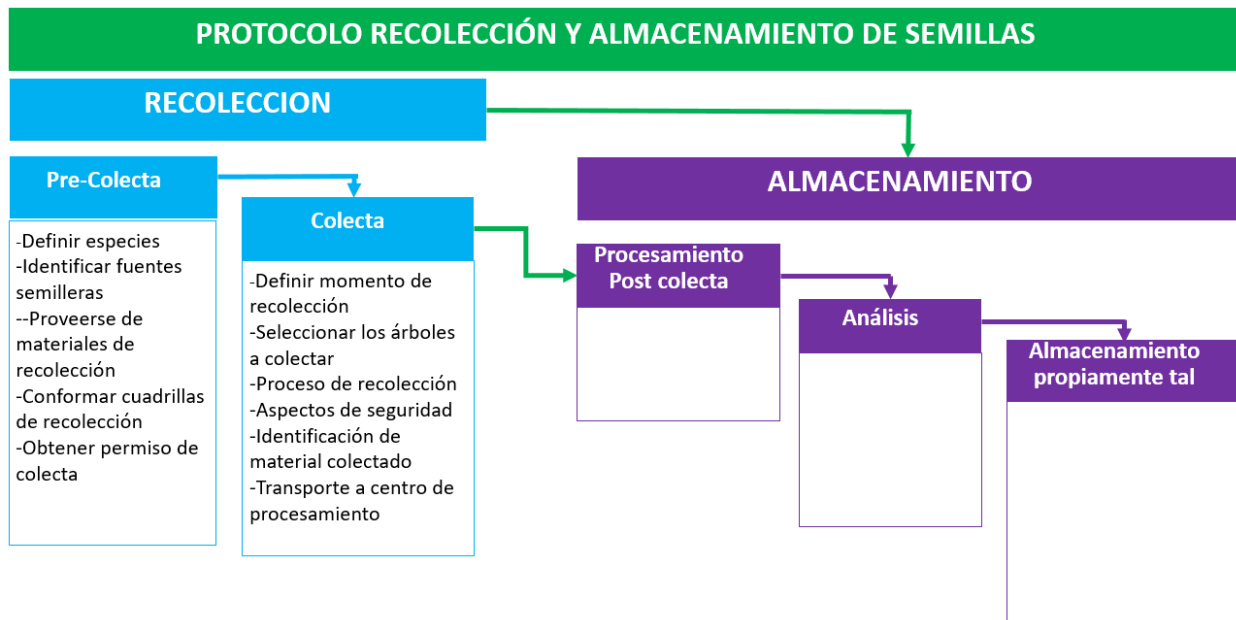 PROTOCOLO RECOLECCIÓN Y ALMACENAMIENTO DE SEMILLAS
RECOLECCION
ALMACENAMIENTO
Pre-Colecta
-Definir especies
-Identificar fuentes
semilleras
--Proveerse de
materiales de
recolección
-Conformar cuadrillas
de recolección
-Obtener permiso de
colecta
Colecta
-Definir momento de
recolección
-Seleccionar los árboles
a colectar
-Proceso de recolección
-Aspectos de seguridad
-Identificación de
material colectado
-Transporte a centro de
procesamiento
Procesamiento
Post colecta
Análisis
Almacenamiento
propiamente tal